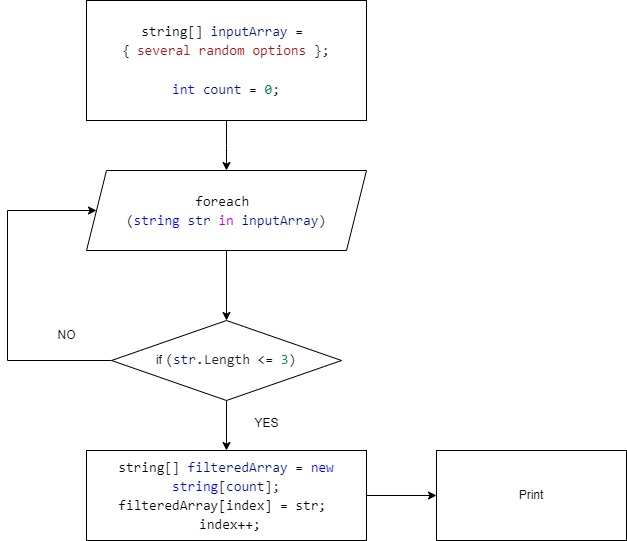 string[] inputArray =
{ several random options };
int count = 0;
foreach
(string str in inputArray)
NO
if (str.Length <= 3)
YES
string[] filteredArray = new
string[count];
filteredArray[index] = str;
index++;
Print